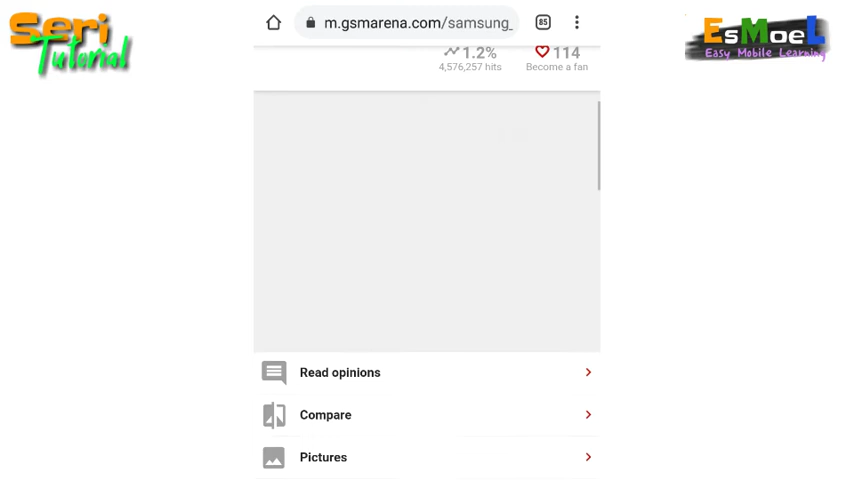 Seri
Tutorial
m.gsmarena.com/samsung_
85
EsMoeL
Easy Mobile Learning
1.2%
4,576,257 hits
114
Become a fan
Read opinions
Compare
Pictures